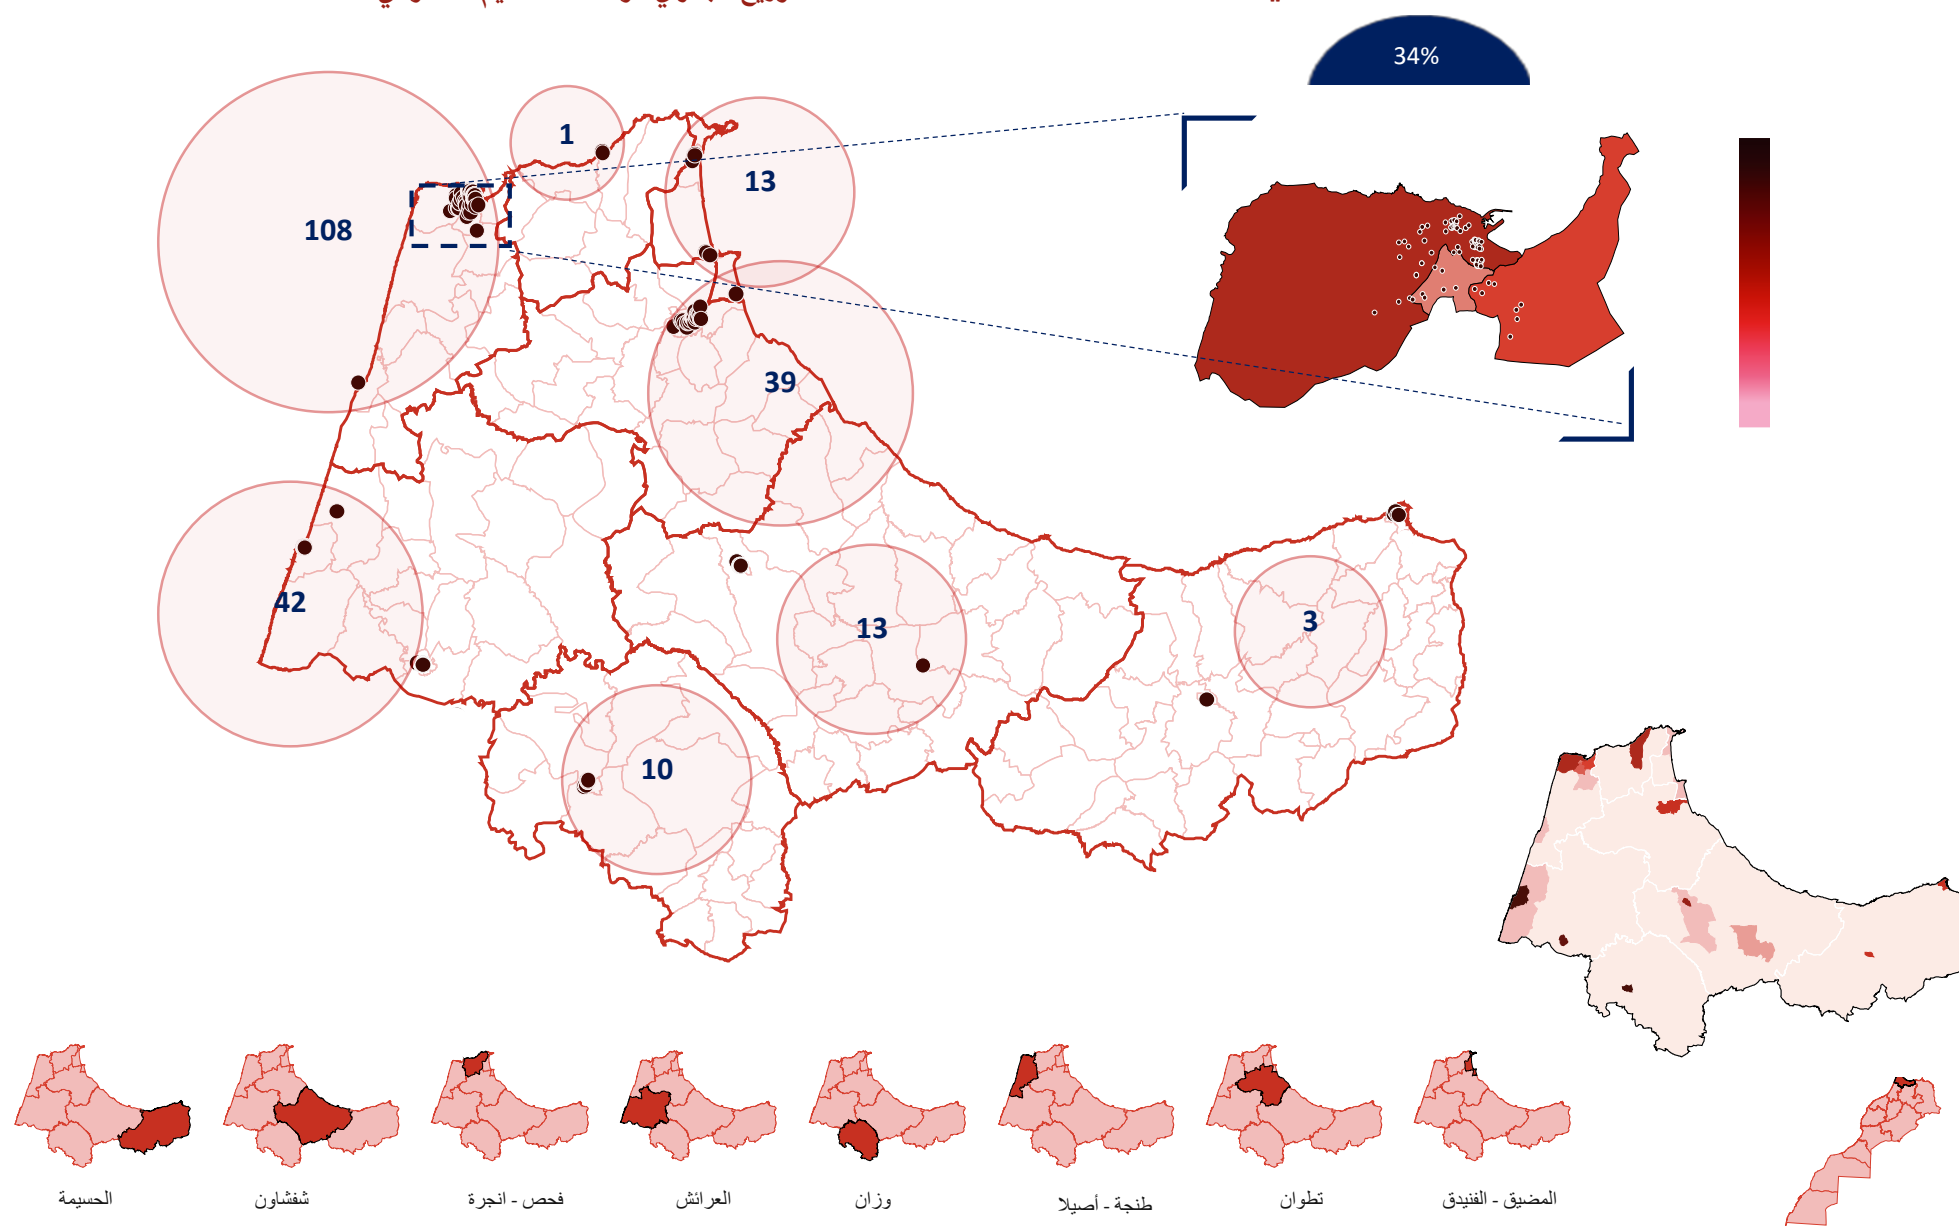 34%
1
13
108
39
42
13
3
10
الحسيمة
شفشاون
فحص - انجرة
العرائش
وزان
طنجة - أصيلا
تطوان
المضيق - الفنيدق